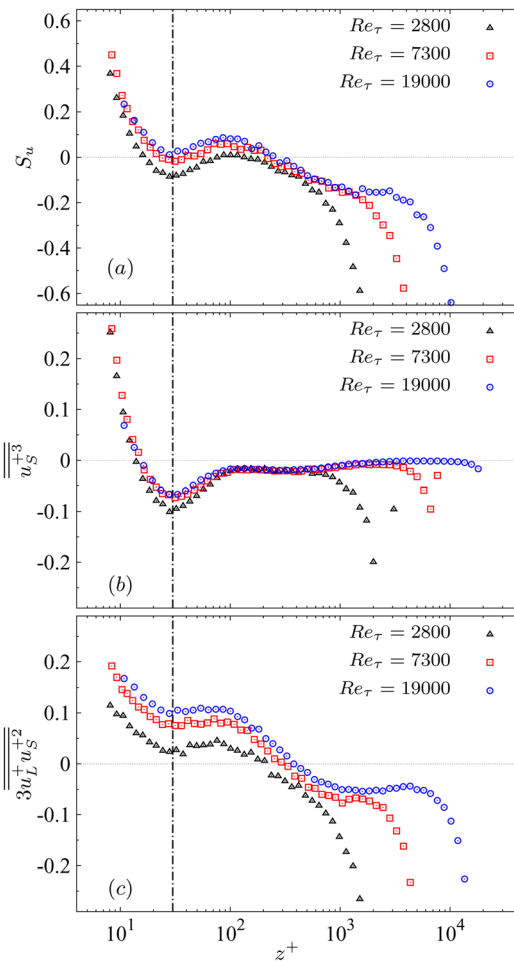 0.6
0.4
0.2
0
-0.2
-0.4
-0.6
S_u
Re_τ = 2800
Re_τ = 7300
Re_τ = 19000
(a)
0.2
0.1
0
-0.1
-0.2
u_S^{+3}
Re_τ = 2800
Re_τ = 7300
Re_τ = 19000
(b)
0.2
0.1
0
-0.1
-0.2
3u_L^+u_S^{+2}
Re_τ = 2800
Re_τ = 7300
Re_τ = 19000
(c)
10^1 10^2 10^3 10^4
z^+